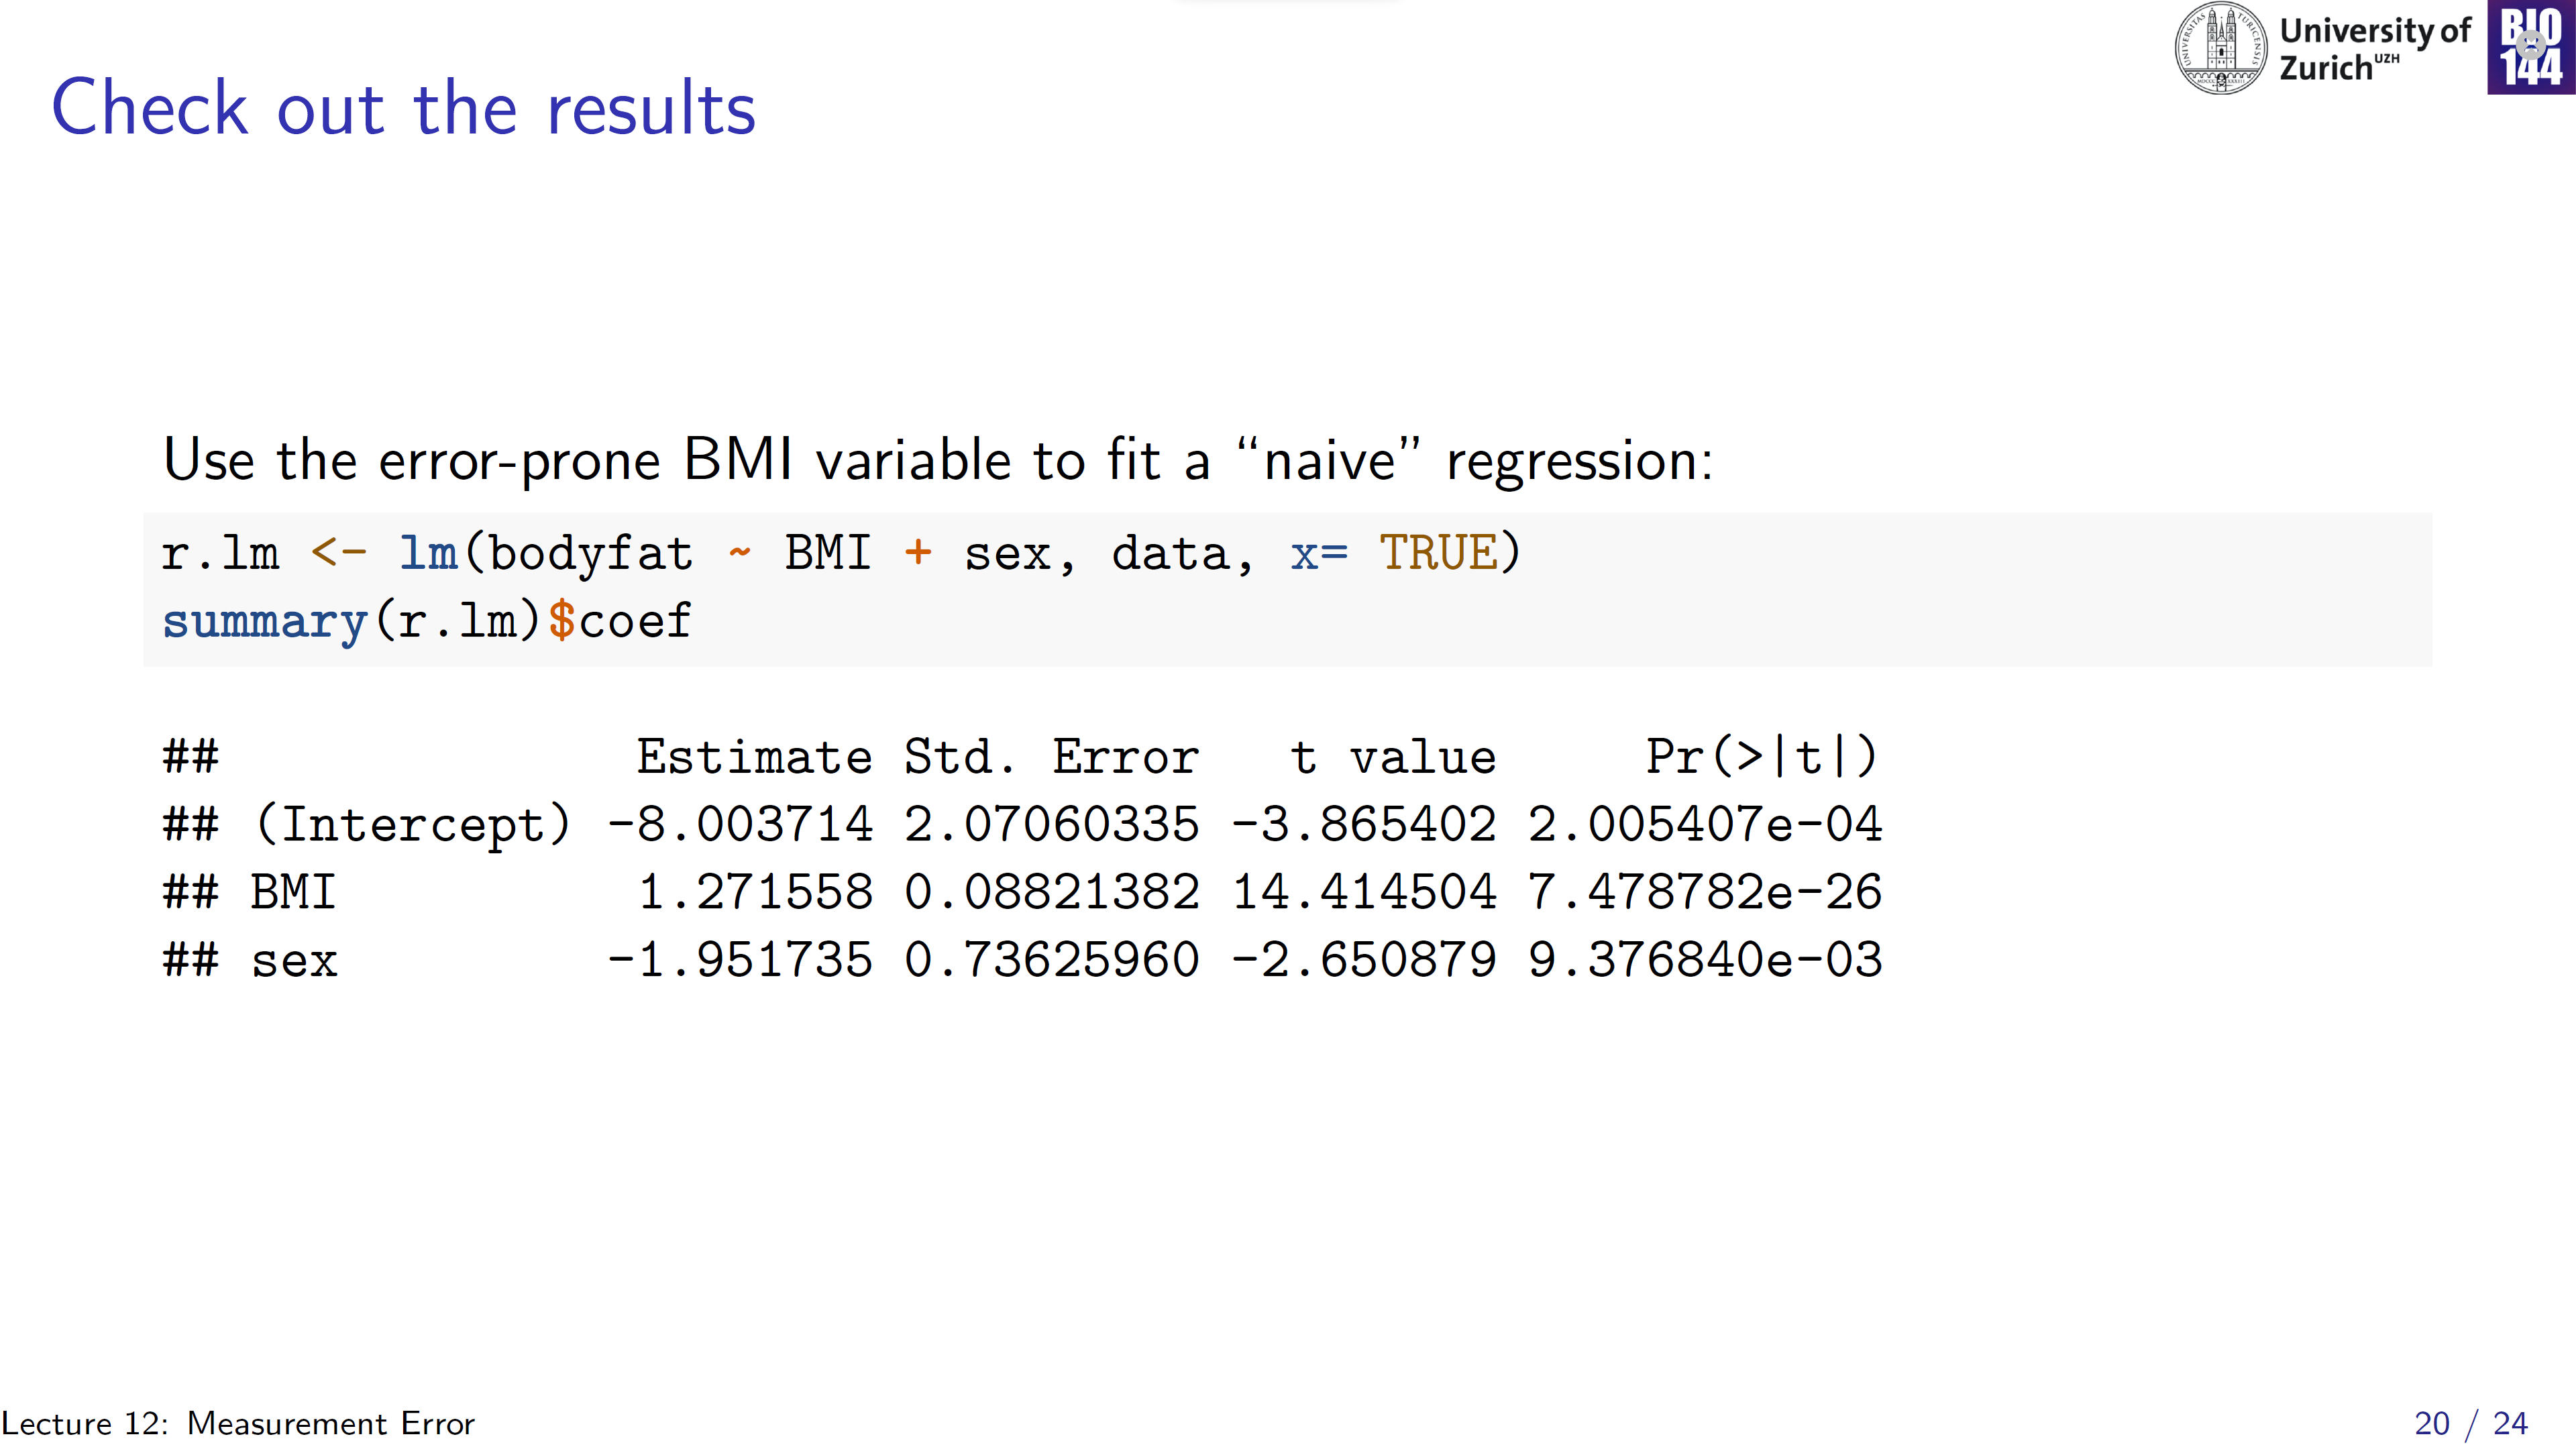 University of
Zurich UZH
BIO
144
Check out the results
Use the error-prone BMI variable to fit a “naive” regression:
r.lm <- lm(bodyfat ~ BMI + sex, data, x= TRUE)
summary(r.lm)$coef
## Estimate Std. Error t value Pr(>|t|)
## (Intercept) -8.003714 2.07060335 -3.865402 2.005407e-04
## BMI 1.271558 0.08821382 14.414504 7.478782e-26
## sex -1.951735 0.73625960 -2.650879 9.376840e-03
Lecture 12: Measurement Error
20 / 24